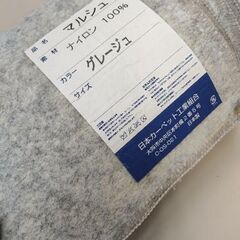 品名 マルシュ
素材 ナイロン 100%
カラー グレージュ
サイズ
日本カーペット工業組合
日本製